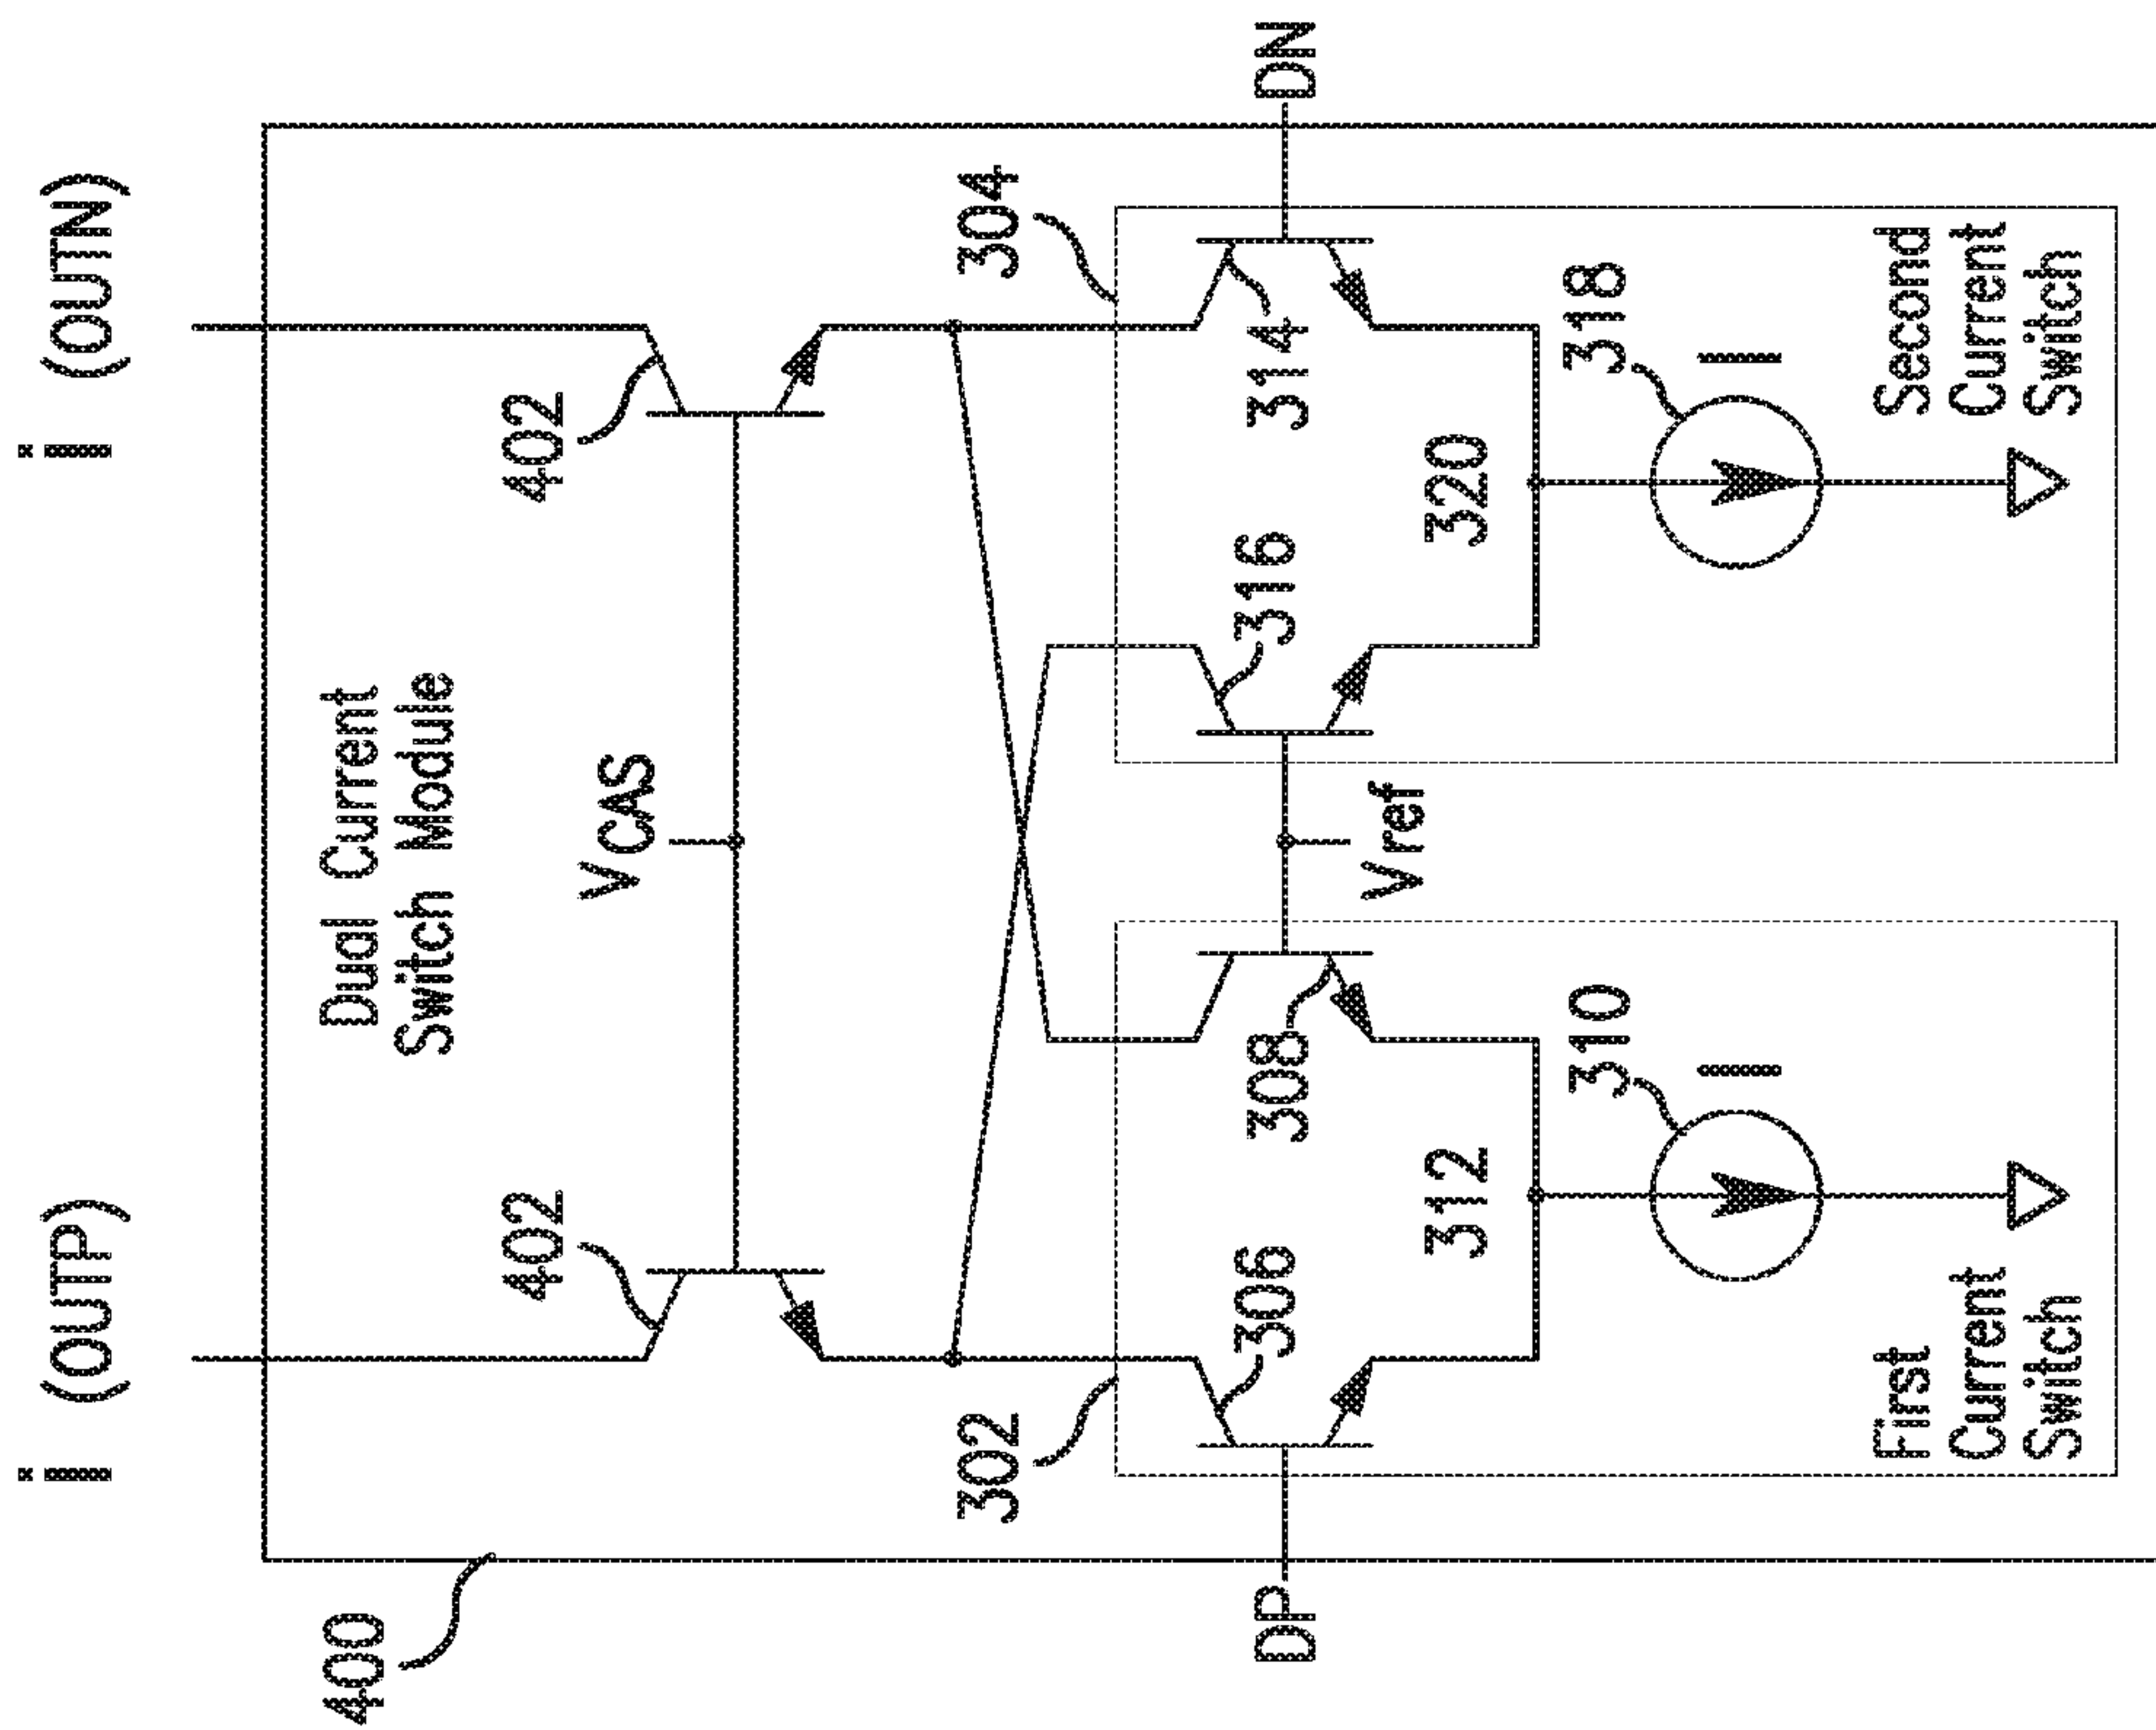 i (OUTP)
i (OUTN)
400
Dual Current
Switch Module
402
402
VCAS
302
304
DP
306
308
Vref
316
314
DN
312
320
310
I
318
I
First
Current
Switch
Second
Current
Switch